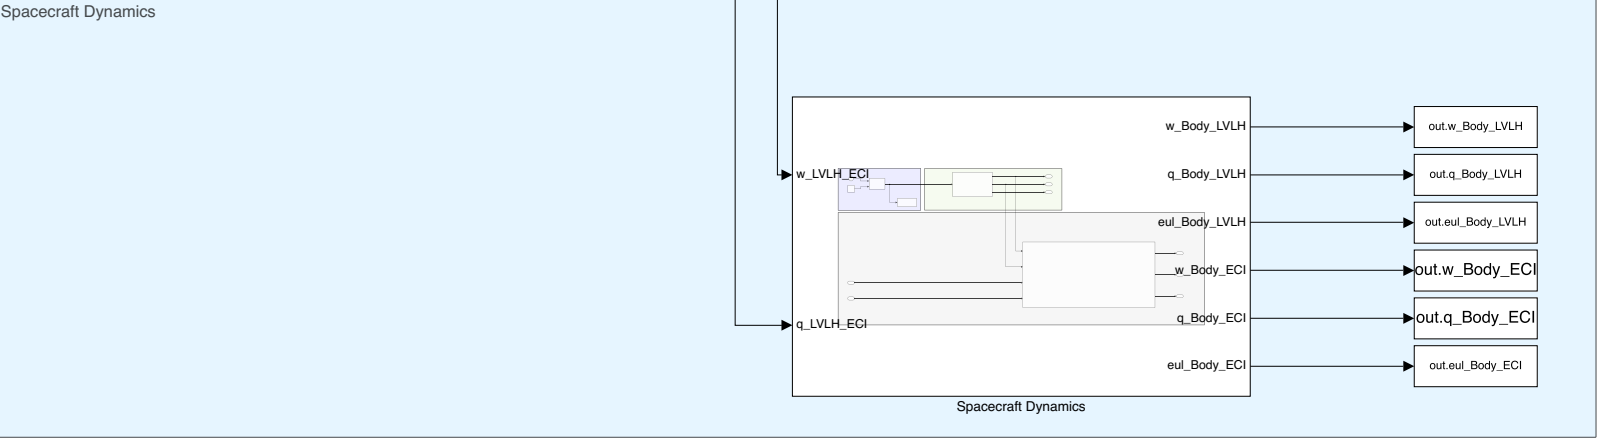 Spacecraft Dynamics
w_LVLH_ECI
q_LVLH_ECI
w_Body_LVLH
q_Body_LVLH
eul_Body_LVLH
w_Body_ECI
q_Body_ECI
eul_Body_ECI
out.w_Body_LVLH
out.q_Body_LVLH
out.eul_Body_LVLH
out.w_Body_ECI
out.q_Body_ECI
out.eul_Body_ECI
Spacecraft Dynamics